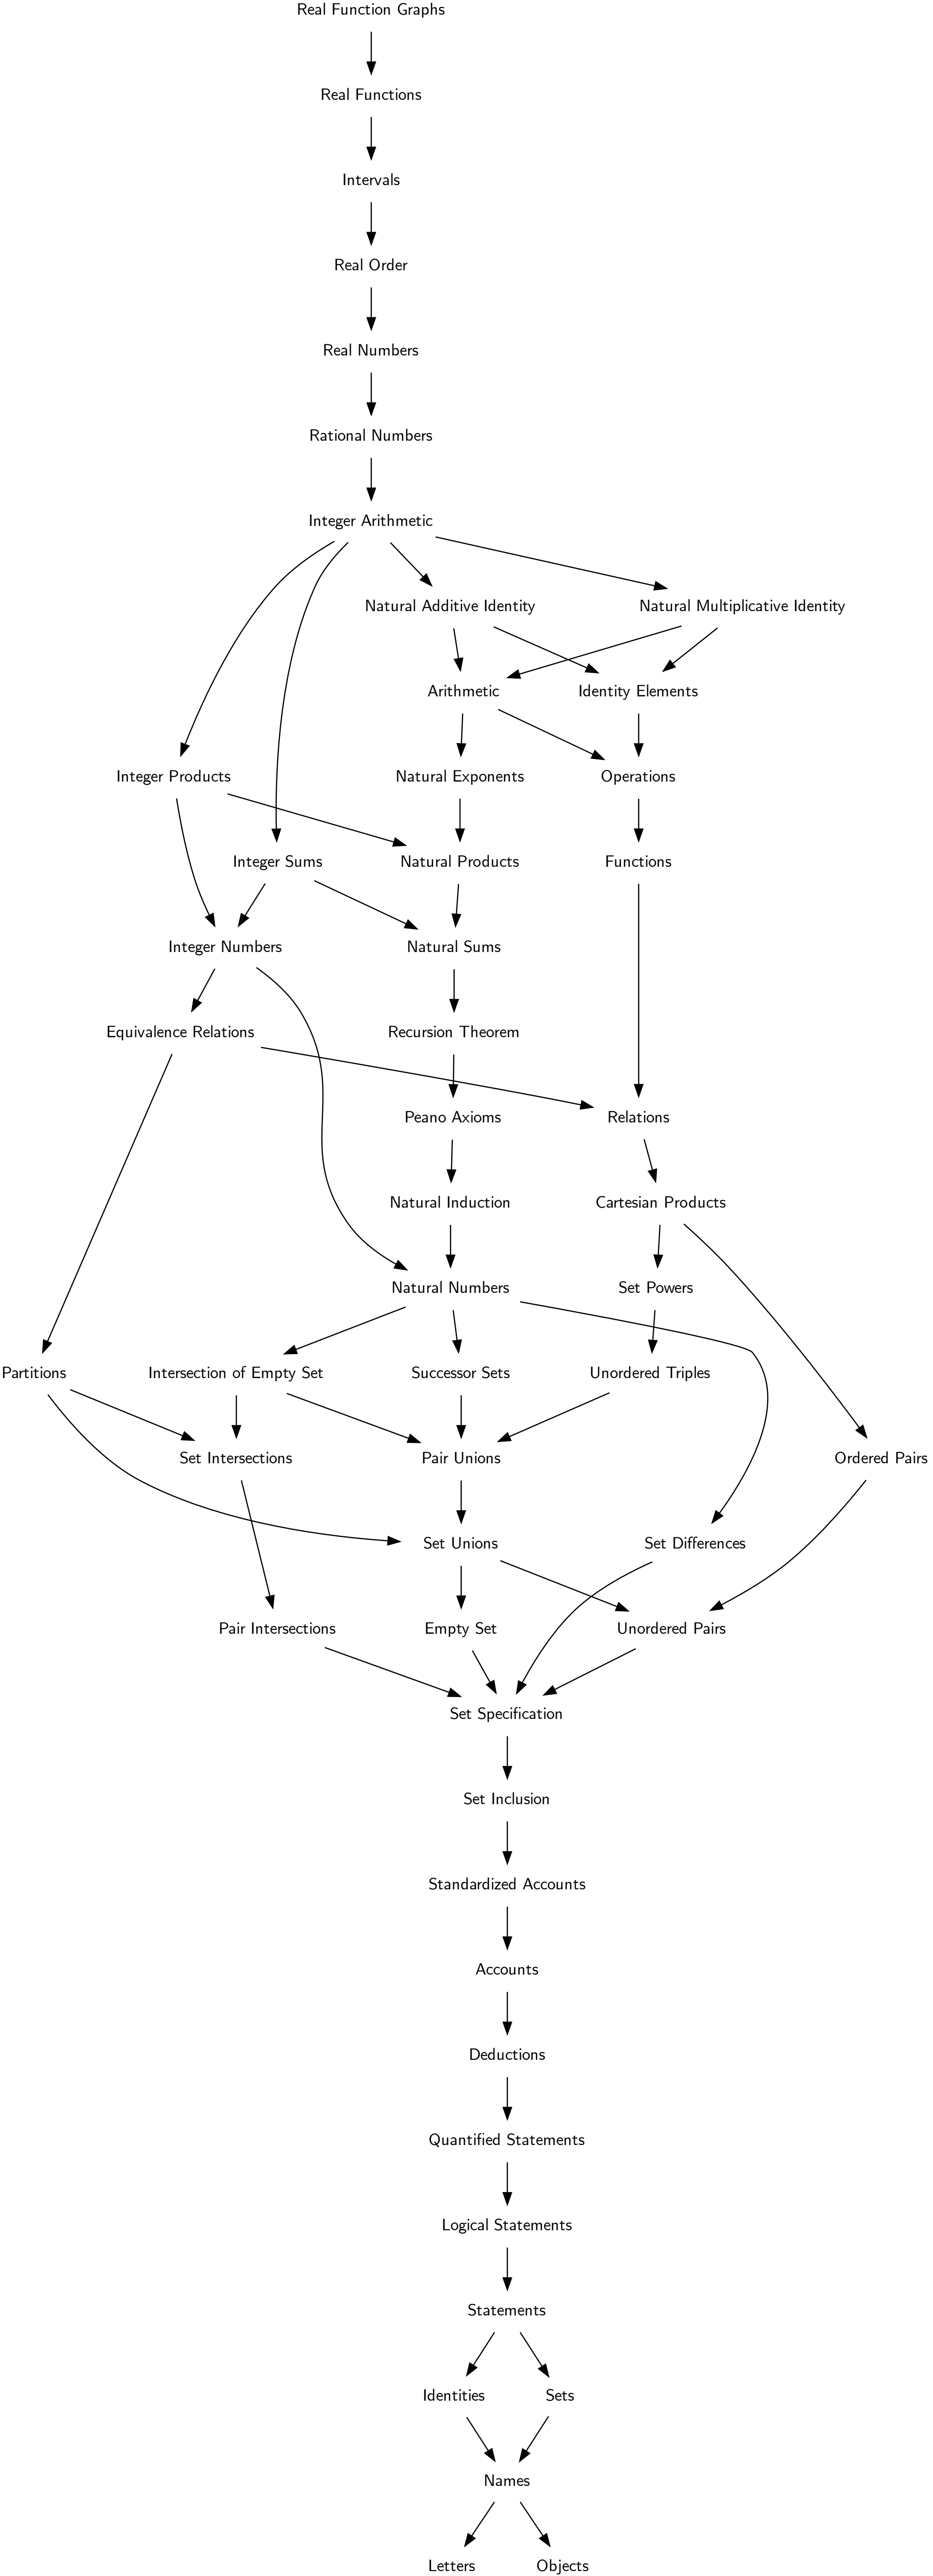 Real Function Graphs
Real Functions
Intervals
Real Order
Real Numbers
Rational Numbers
Integer Arithmetic
Natural Additive Identity
Natural Multiplicative Identity
Arithmetic
Identity Elements
Integer Products
Natural Exponents
Operations
Integer Sums
Natural Products
Functions
Integer Numbers
Natural Sums
Equivalence Relations
Recursion Theorem
Peano Axioms
Relations
Natural Induction
Cartesian Products
Natural Numbers
Set Powers
Partitions
Intersection of Empty Set
Successor Sets
Unordered Triples
Set Intersections
Pair Unions
Ordered Pairs
Set Unions
Set Differences
Pair Intersections
Empty Set
Unordered Pairs
Set Specification
Set Inclusion
Standardized Accounts
Accounts
Deductions
Quantified Statements
Logical Statements
Statements
Identities
Sets
Names
Letters
Objects